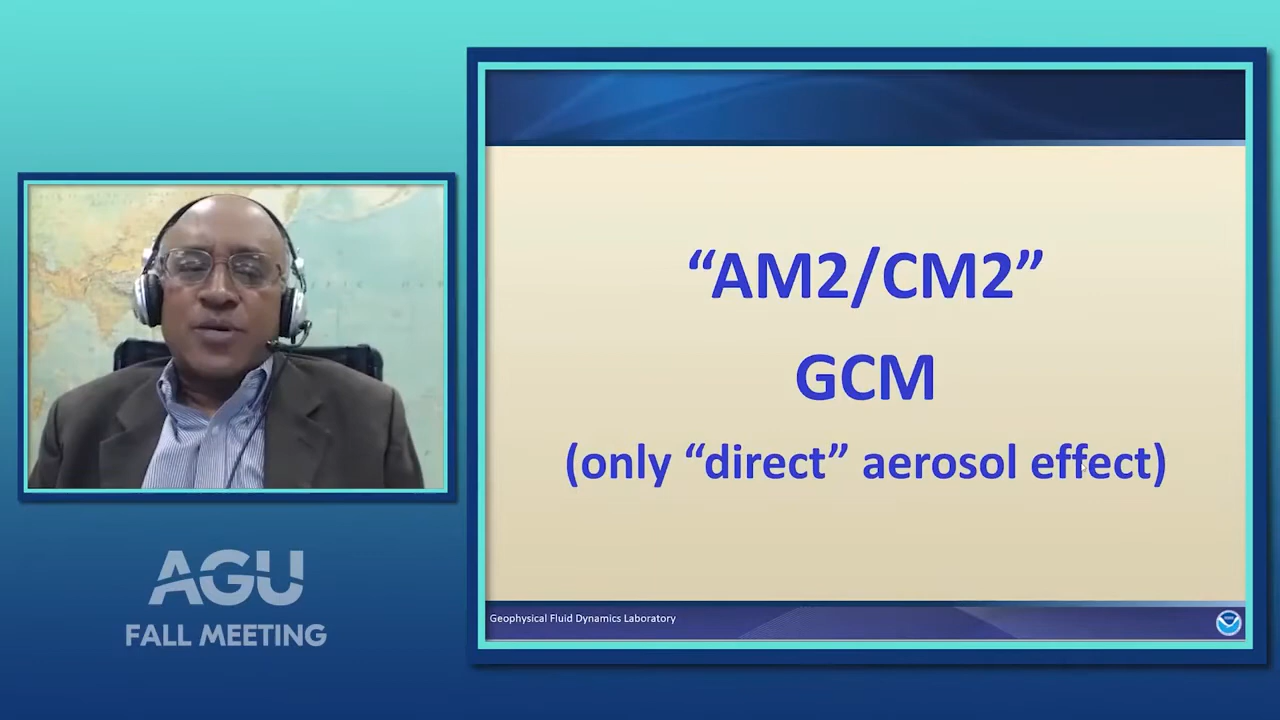 “AM2/CM2”
GCM
(only “direct” aerosol effect)
Geophysical Fluid Dynamics Laboratory
AGU
FALL MEETING